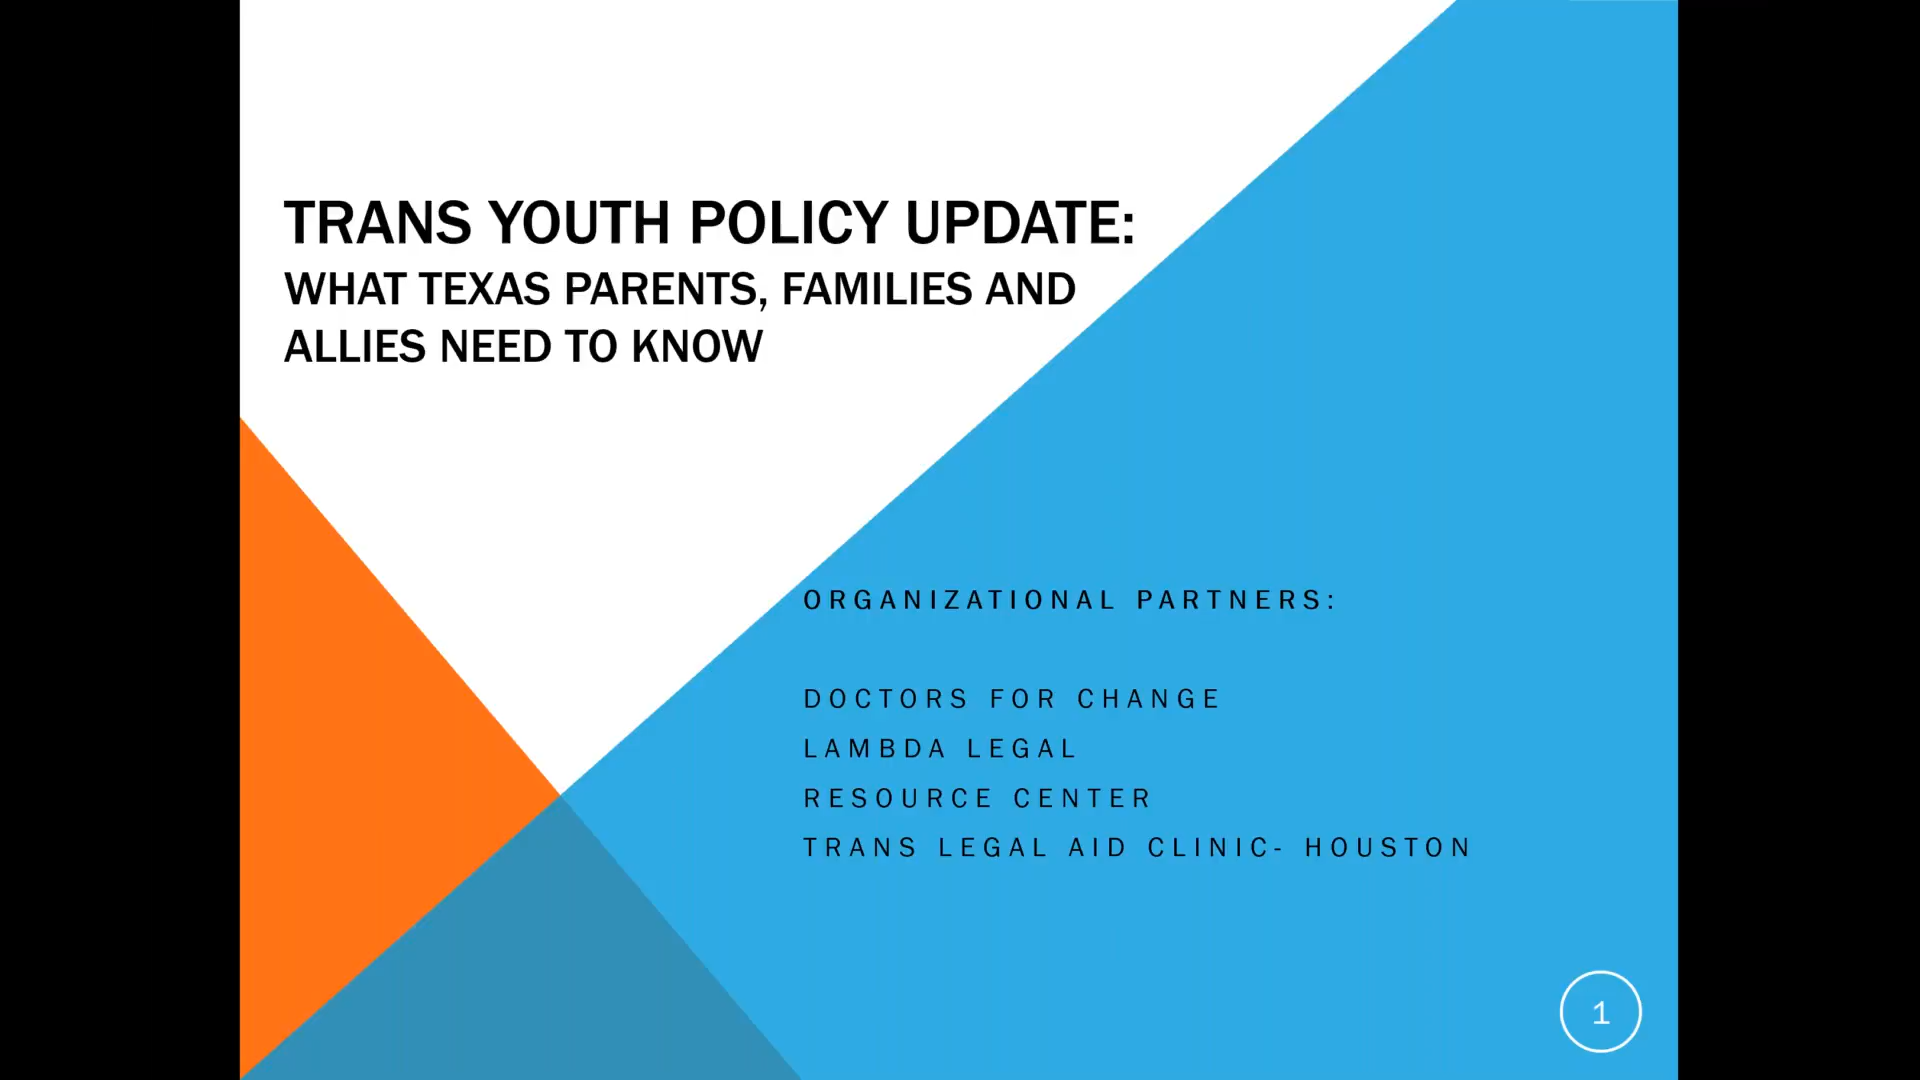 TRANS YOUTH POLICY UPDATE:
WHAT TEXAS PARENTS, FAMILIES AND
ALLIES NEED TO KNOW
ORGANIZATIONAL PARTNERS:
DOCTORS FOR CHANGE
LAMBDA LEGAL
RESOURCE CENTER
TRANS LEGAL AID CLINIC- HOUSTON
1